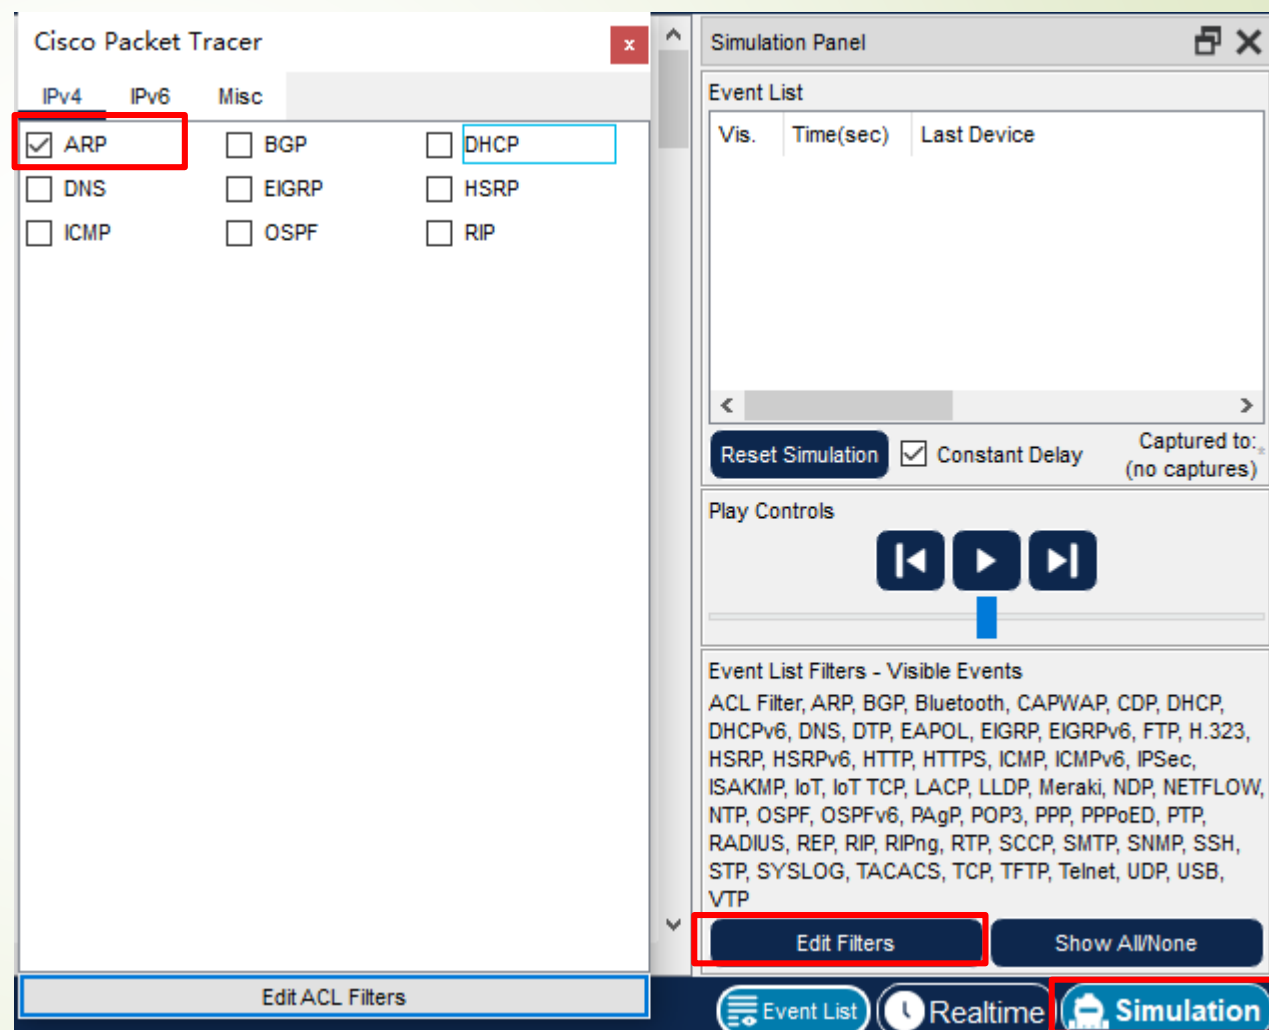 Cisco Packet Tracer
x
IPv4 IPv6 Misc
ARP BGP DHCP
DNS EIGRP HSRP
ICMP OSPF RIP
Edit ACL Filters
Simulation Panel
Event List
Vis. Time(sec) Last Device
Reset Simulation Constant Delay Captured to:*
(no captures)
Play Controls
Event List Filters - Visible Events
ACL Filter, ARP, BGP, Bluetooth, CAPWAP, CDP, DHCP,
DHCPv6, DNS, DTP, EAPOL, EIGRP, EIGRPv6, FTP, H.323,
HSRP, HSRPv6, HTTP, HTTPS, ICMP, ICMPv6, IPSec,
ISAKMP, IoT, IoT TCP, LACP, LLDP, Meraki, NDP, NETFLOW,
NTP, OSPF, OSPFv6, PAgP, POP3, PPP, PPPoED, PTP,
RADIUS, REP, RIP, RIPng, RTP, SCCP, SMTP, SNMP, SSH,
STP, SYSLOG, TACACS, TCP, TFTP, Telnet, UDP, USB,
VTP
Edit Filters Show All/None
Event List Realtime Simulation